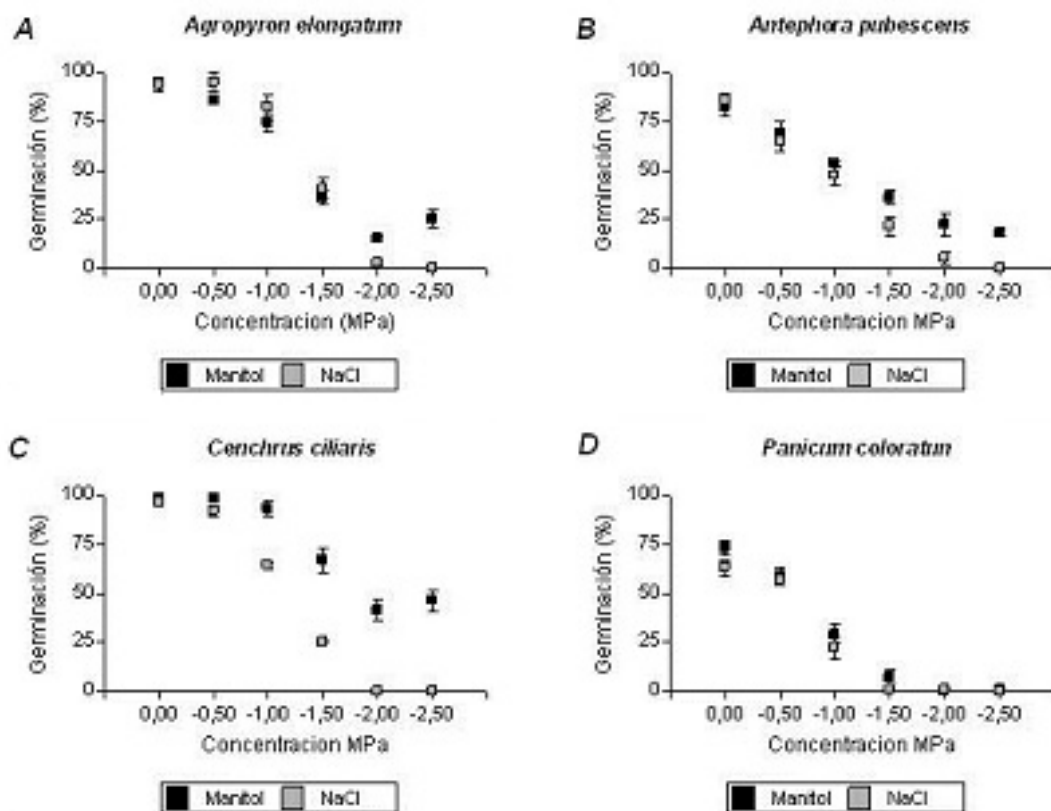 A
Agropyron elongatum
Germinación (%)
100
75
50
25
0
0,00 -0,50 -1,00 -1,50 -2,00 -2,50
Concentracion (MPa)
Manitol NaCl
B
Antephora pubescens
Germinación (%)
100
75
50
25
0
0,00 -0,50 -1,00 -1,50 -2,00 -2,50
Concentracion MPa
Manitol NaCl
C
Cenchrus ciliaris
Germinación (%)
100
75
50
25
0
0,00 -0,50 -1,00 -1,50 -2,00 -2,50
Concentracion MPa
Manitol NaCl
D
Panicum coloratum
Germinación (%)
100
75
50
25
0
0,00 -0,50 -1,00 -1,50 -2,00 -2,50
Concentracion MPa
Manitol NaCl